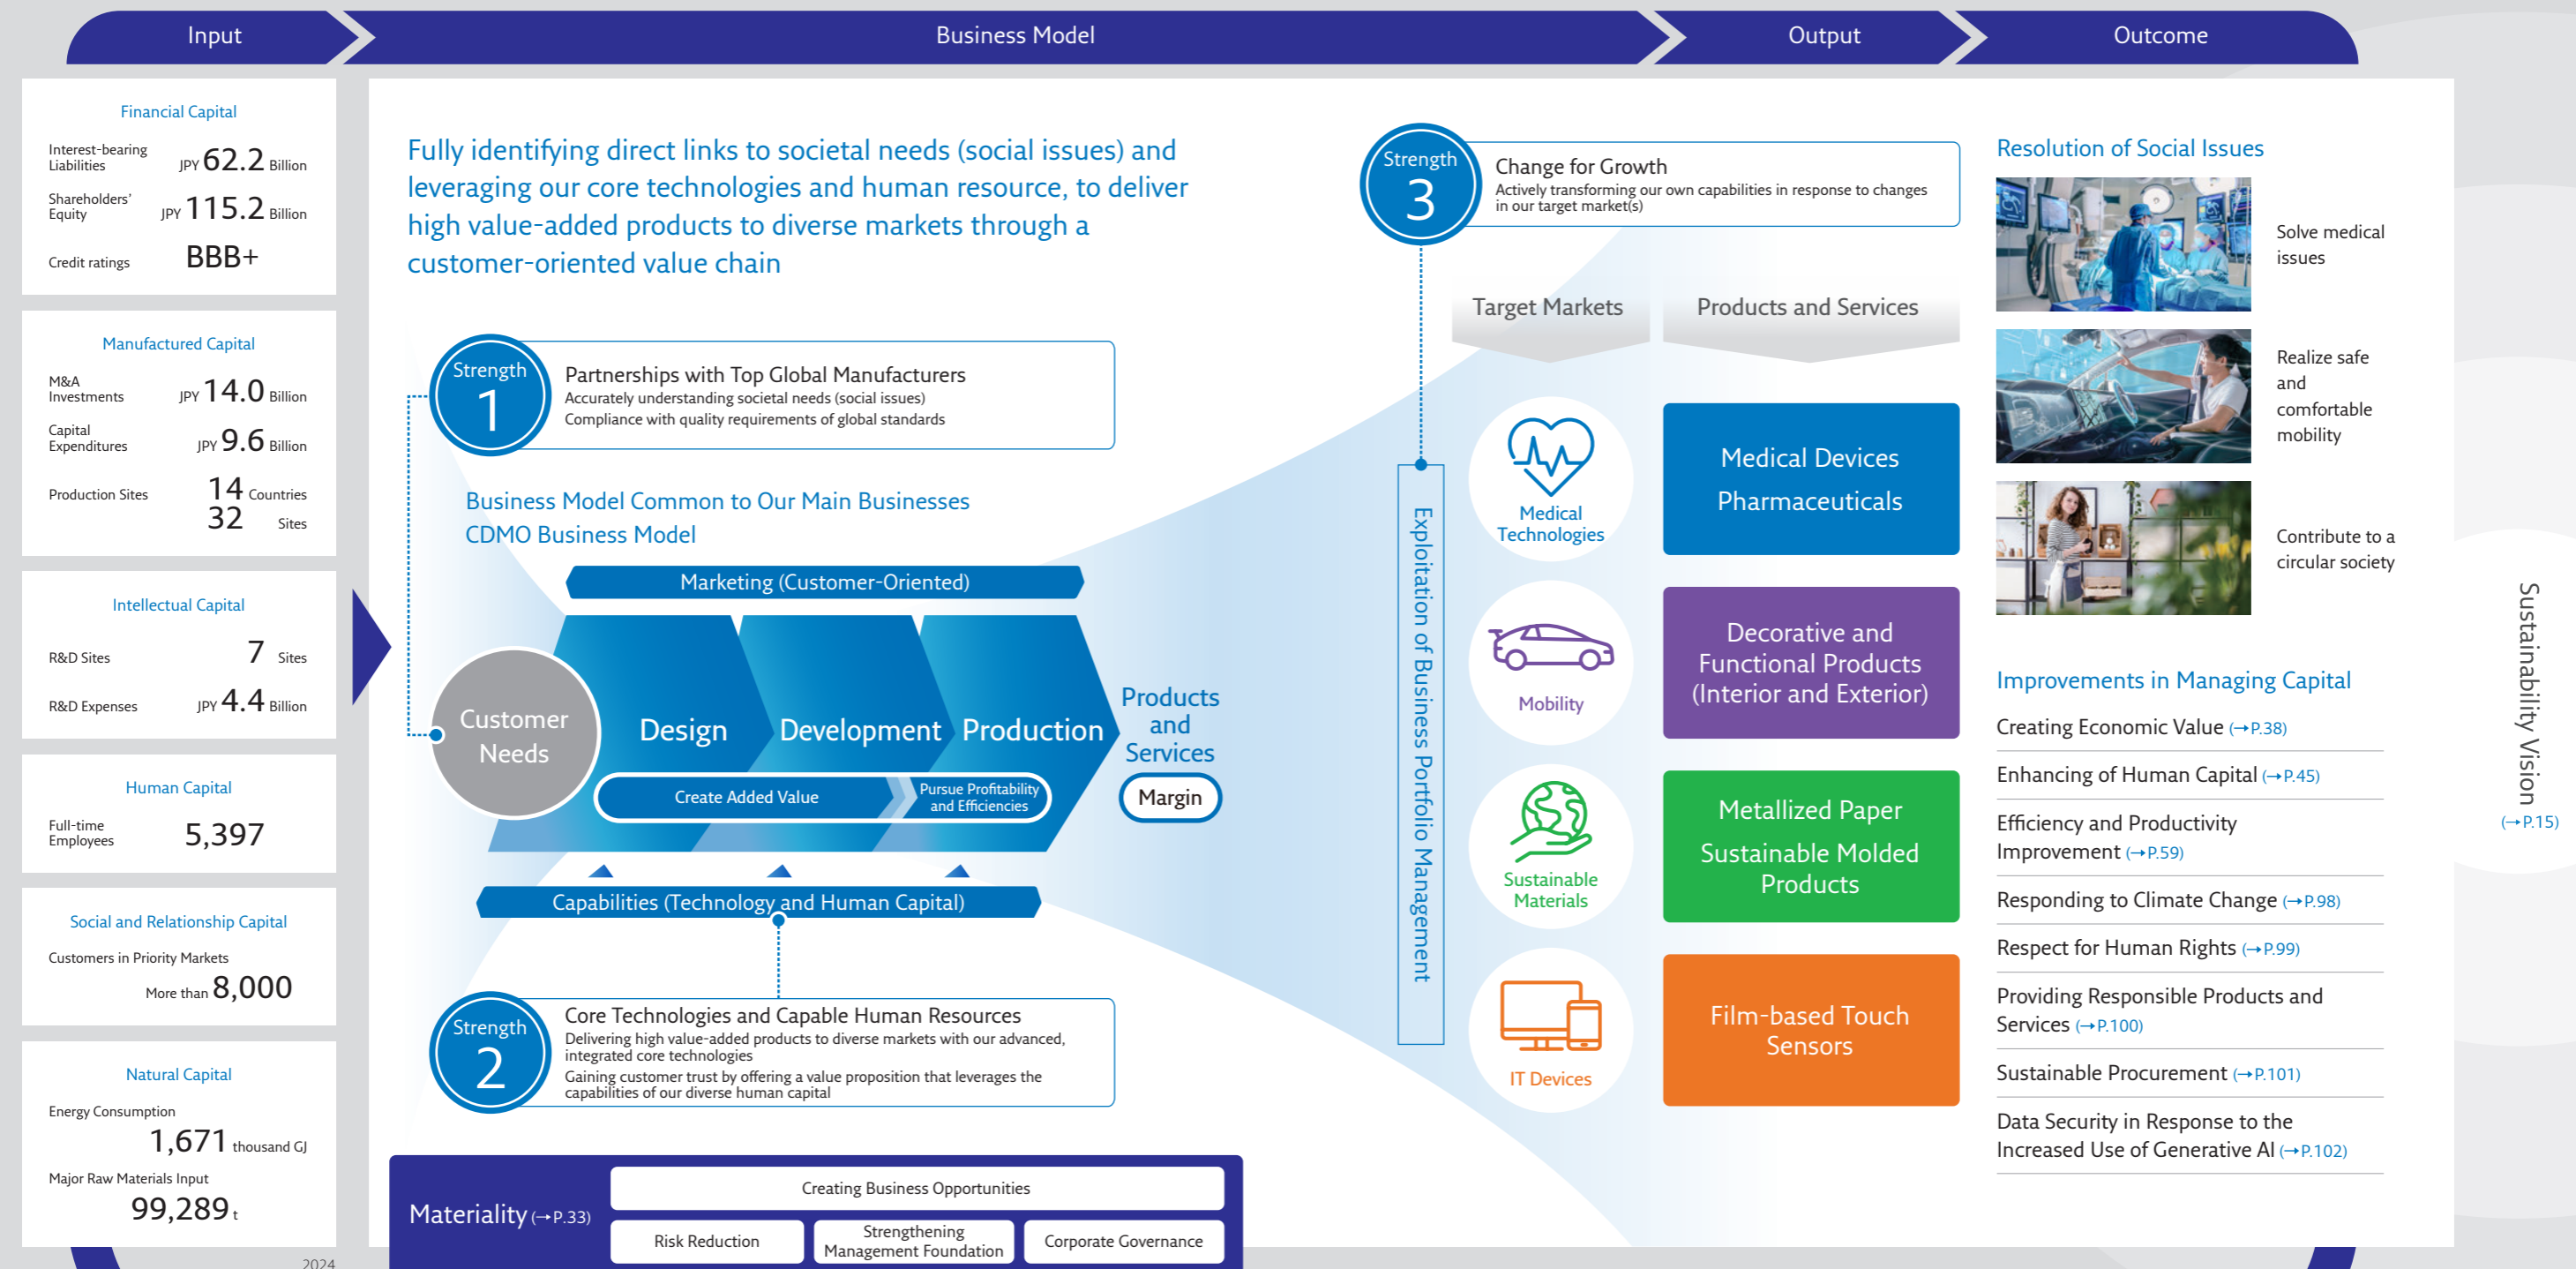 Input
Business Model
Output
Outcome
Financial Capital
Interest-bearing
Liabilities
JPY 62.2 Billion
Shareholders'
Equity
JPY 115.2 Billion
Credit ratings
BBB+
Manufactured Capital
M&A
Investments
JPY 14.0 Billion
Capital
Expenditures
JPY 9.6 Billion
Production Sites
14 Countries
32 Sites
Intellectual Capital
R&D Sites
7 Sites
R&D Expenses
JPY 4.4 Billion
Human Capital
Full-time
Employees
5,397
Social and Relationship Capital
Customers in Priority Markets
More than 8,000
Natural Capital
Energy Consumption
1,671 thousand GJ
Major Raw Materials Input
99,289 t
2024
Fully identifying direct links to societal needs (social issues) and
leveraging our core technologies and human resource, to deliver
high value-added products to diverse markets through a
customer-oriented value chain
Strength
1
Partnerships with Top Global Manufacturers
Accurately understanding societal needs (social issues)
Compliance with quality requirements of global standards
Business Model Common to Our Main Businesses
CDMO Business Model
Marketing (Customer-Oriented)
Customer
Needs
Design
Development
Production
Create Added Value
Pursue Profitability
and Efficiencies
Products
and
Services
Margin
Capabilities (Technology and Human Capital)
Strength
2
Core Technologies and Capable Human Resources
Delivering high value-added products to diverse markets with our advanced,
integrated core technologies
Gaining customer trust by offering a value proposition that leverages the
capabilities of our diverse human capital
Materiality (→P.33)
Creating Business Opportunities
Risk Reduction
Strengthening
Management Foundation
Corporate Governance
Strength
3
Change for Growth
Actively transforming our own capabilities in response to changes
in our target market(s)
Exploitation of Business Portfolio Management
Target Markets
Products and Services
Medical
Technologies
Medical Devices
Pharmaceuticals
Mobility
Decorative and
Functional Products
(Interior and Exterior)
Sustainable
Materials
Metallized Paper
Sustainable Molded
Products
IT Devices
Film-based Touch
Sensors
Resolution of Social Issues
Solve medical
issues
Realize safe
and
comfortable
mobility
Contribute to a
circular society
Improvements in Managing Capital
Creating Economic Value (→P.38)
Enhancing of Human Capital (→P.45)
Efficiency and Productivity
Improvement (→P.59)
Responding to Climate Change (→P.98)
Respect for Human Rights (→P.99)
Providing Responsible Products and
Services (→P.100)
Sustainable Procurement (→P.101)
Data Security in Response to the
Increased Use of Generative AI (→P.102)
Sustainability Vision
(→P.15)